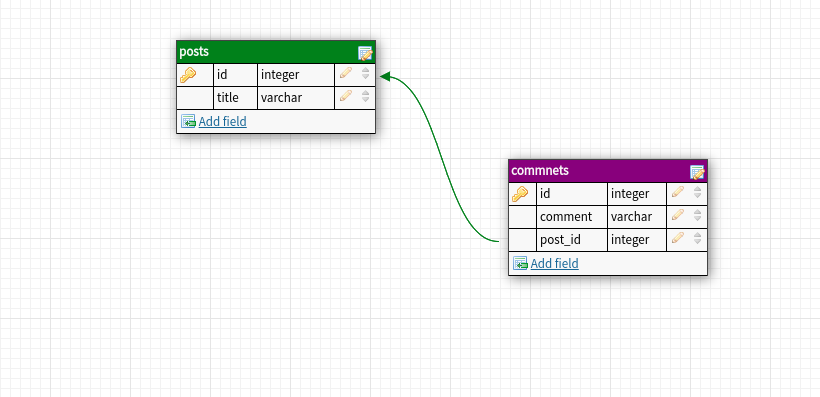 posts
id integer
title varchar
Add field
commnets
id integer
comment varchar
post_id integer
Add field